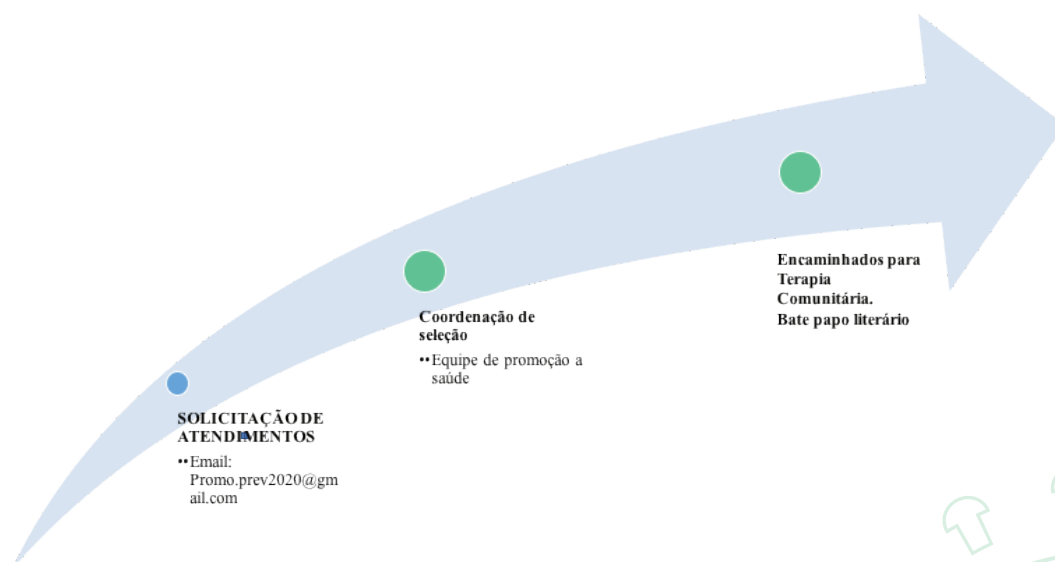 SOLICITAÇÃO DE
ATENDIMENTOS
••Email:
Promo.prev2020@gm
ail.com
Coordenação de
seleção
••Equipe de promoção a
saúde
Encaminhados para
Terapia
Comunitária.
Bate papo literário